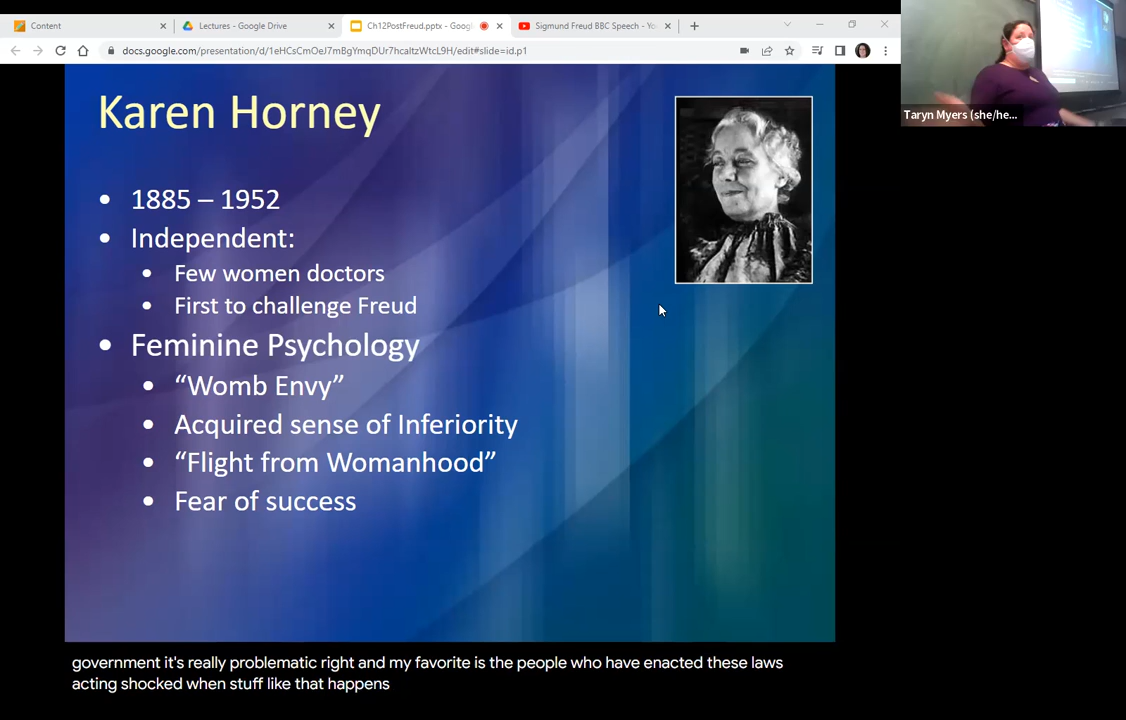 Content
Lectures - Google Drive
Ch12PostFreud.pptx - Goog
Sigmund Freud BBC Speech - Yo
docs.google.com/presentation/d/1eHCsCmOeJ7mBgYmqDUr7hcaItzWtcL9H/edit#slide=id.p1
Taryn Myers (she/he...
Karen Horney
• 1885 – 1952
• Independent:
• Few women doctors
• First to challenge Freud
• Feminine Psychology
• “Womb Envy”
• Acquired sense of Inferiority
• “Flight from Womanhood”
• Fear of success
government it's really problematic right and my favorite is the people who have enacted these laws
acting shocked when stuff like that happens